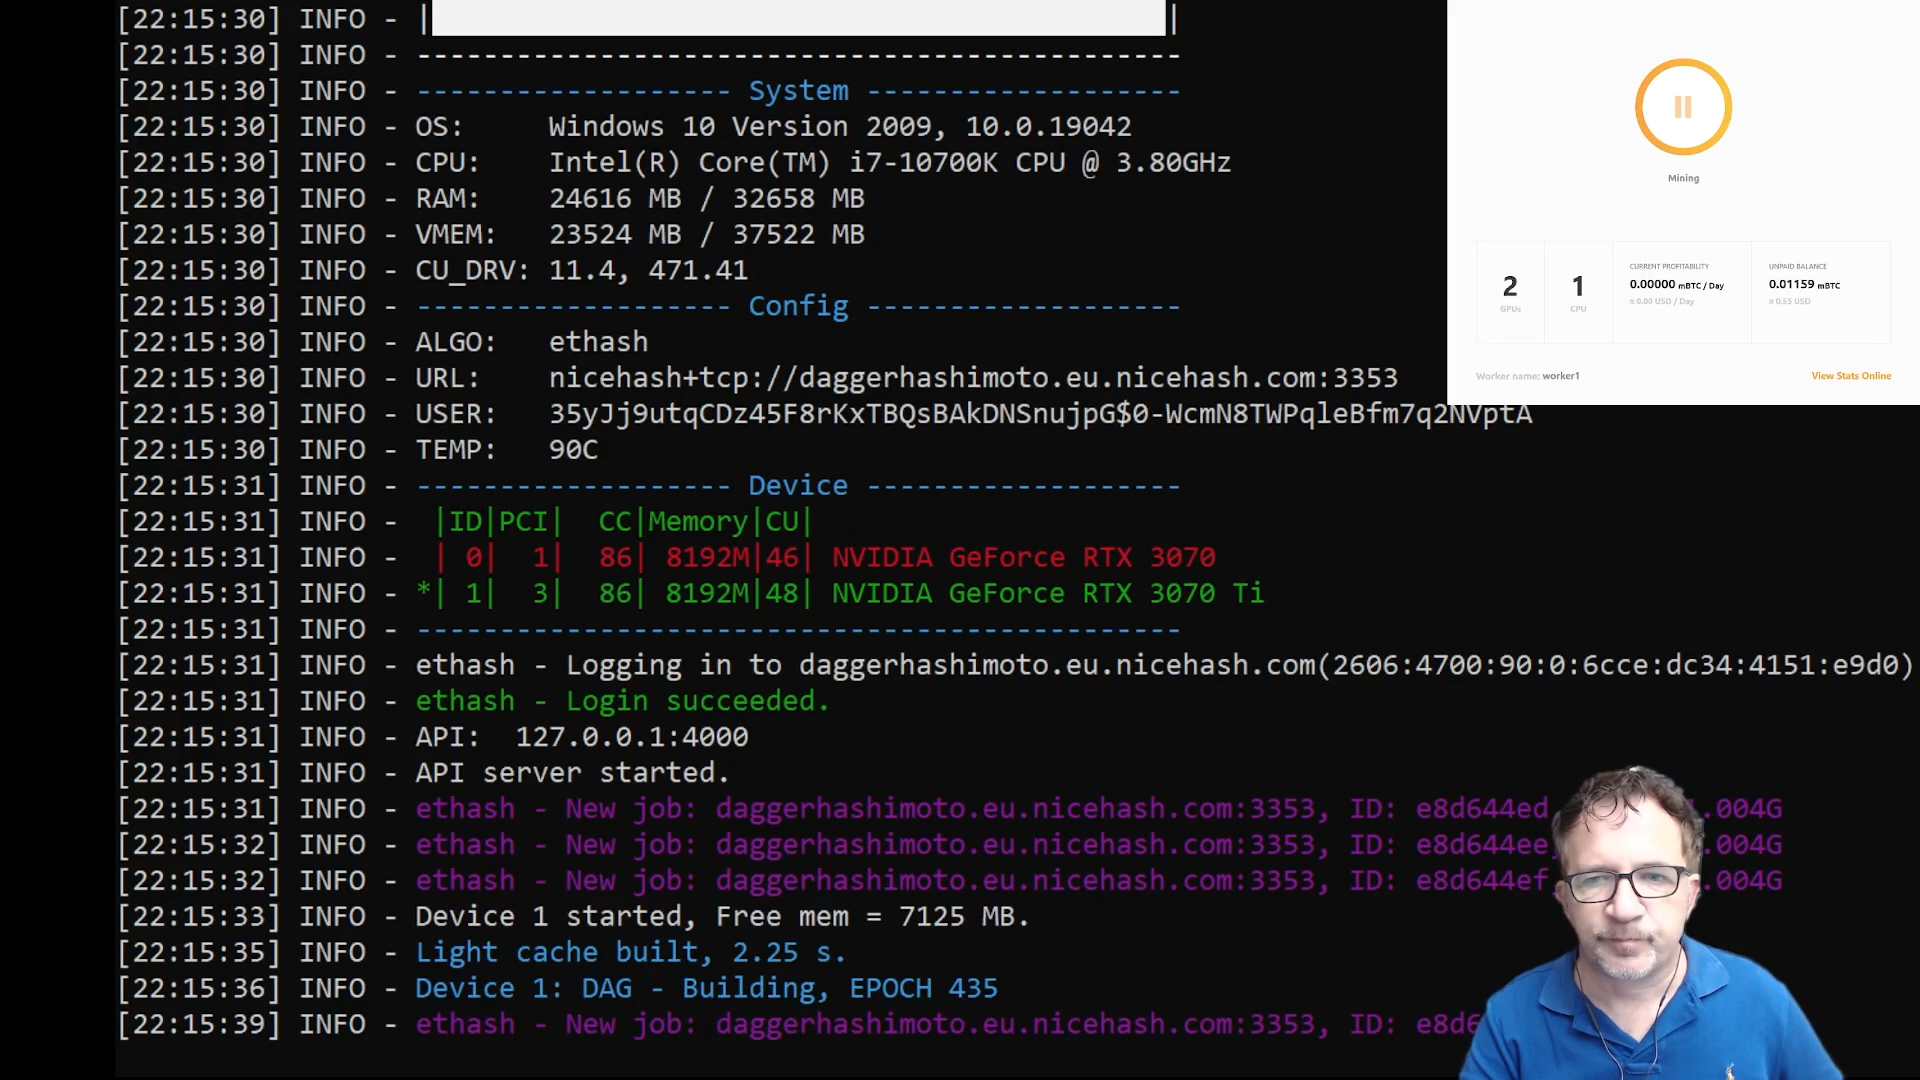 [22:15:30] INFO - | |
[22:15:30] INFO - ----------------------------------------------
[22:15:30] INFO - ------------------- System -------------------
[22:15:30] INFO - OS: Windows 10 Version 2009, 10.0.19042
[22:15:30] INFO - CPU: Intel(R) Core(TM) i7-10700K CPU @ 3.80GHz
[22:15:30] INFO - RAM: 24616 MB / 32658 MB
[22:15:30] INFO - VMEM: 23524 MB / 37522 MB
[22:15:30] INFO - CU_DRV: 11.4, 471.41
[22:15:30] INFO - ------------------- Config -------------------
[22:15:30] INFO - ALGO: ethash
[22:15:30] INFO - URL: nicehash+tcp://daggerhashimoto.eu.nicehash.com:3353
[22:15:30] INFO - USER: 35yJj9utqCDz45F8rKxTBQsBAkDNSnujpG$0-WcmN8TWPqleBfm7q2NVptA
[22:15:30] INFO - TEMP: 90C
[22:15:31] INFO - ------------------- Device -------------------
[22:15:31] INFO - |ID|PCI| CC|Memory|CU|
[22:15:31] INFO - | 0| 1| 86| 8192M|46| NVIDIA GeForce RTX 3070
[22:15:31] INFO - *| 1| 3| 86| 8192M|48| NVIDIA GeForce RTX 3070 Ti
[22:15:31] INFO - ----------------------------------------------
[22:15:31] INFO - ethash - Logging in to daggerhashimoto.eu.nicehash.com(2606:4700:90:0:6cce:dc34:4151:e9d0)
[22:15:31] INFO - ethash - Login succeeded.
[22:15:31] INFO - API: 127.0.0.1:4000
[22:15:31] INFO - API server started.
[22:15:31] INFO - ethash - New job: daggerhashimoto.eu.nicehash.com:3353, ID: e8d644ed .004G
[22:15:32] INFO - ethash - New job: daggerhashimoto.eu.nicehash.com:3353, ID: e8d644ee, .004G
[22:15:32] INFO - ethash - New job: daggerhashimoto.eu.nicehash.com:3353, ID: e8d644ef .004G
[22:15:33] INFO - Device 1 started, Free mem = 7125 MB.
[22:15:35] INFO - Light cache built, 2.25 s.
[22:15:36] INFO - Device 1: DAG - Building, EPOCH 435
[22:15:39] INFO - ethash - New job: daggerhashimoto.eu.nicehash.com:3353, ID: e8d6
Mining
2
GPUs
1
CPU
CURRENT PROFITABILITY
0.00000 mBTC / Day
≈ 0.00 USD / Day
UNPAID BALANCE
0.01159 mBTC
≈ 0.55 USD
Worker name: worker1
View Stats Online